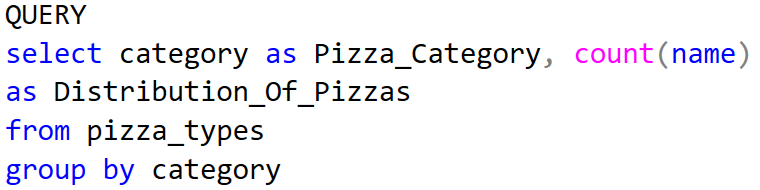 QUERY
select category as Pizza_Category, count(name)
as Distribution_Of_Pizzas
from pizza_types
group by category